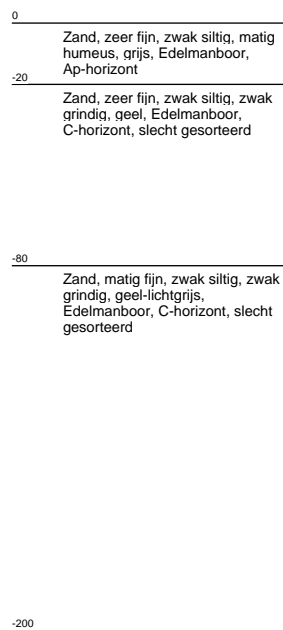 0
Zand, zeer fijn, zwak siltig, matig
humeus, grijs, Edelmanboor,
Ap-horizont
-20
Zand, zeer fijn, zwak siltig, zwak
grindig, geel, Edelmanboor,
C-horizont, slecht gesorteerd
-80
Zand, matig fijn, zwak siltig, zwak
grindig, geel-lichtgrijs,
Edelmanboor, C-horizont, slecht
gesorteerd
-200